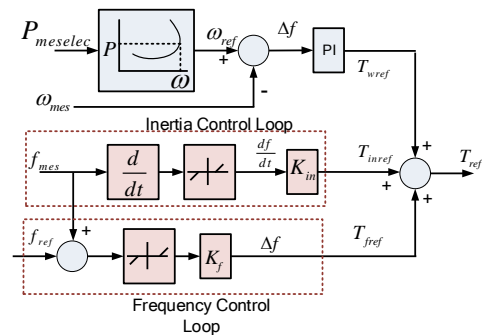 P_meselec
P
ω
ω_ref
+
-
Δf
PI
T_wref
ω_mes
Inertia Control Loop
f_mes
d/dt
df/dt
K_in
T_inref
+
+
+
T_ref
f_ref
+
K_f
Δf
T_fref
Frequency Control
Loop